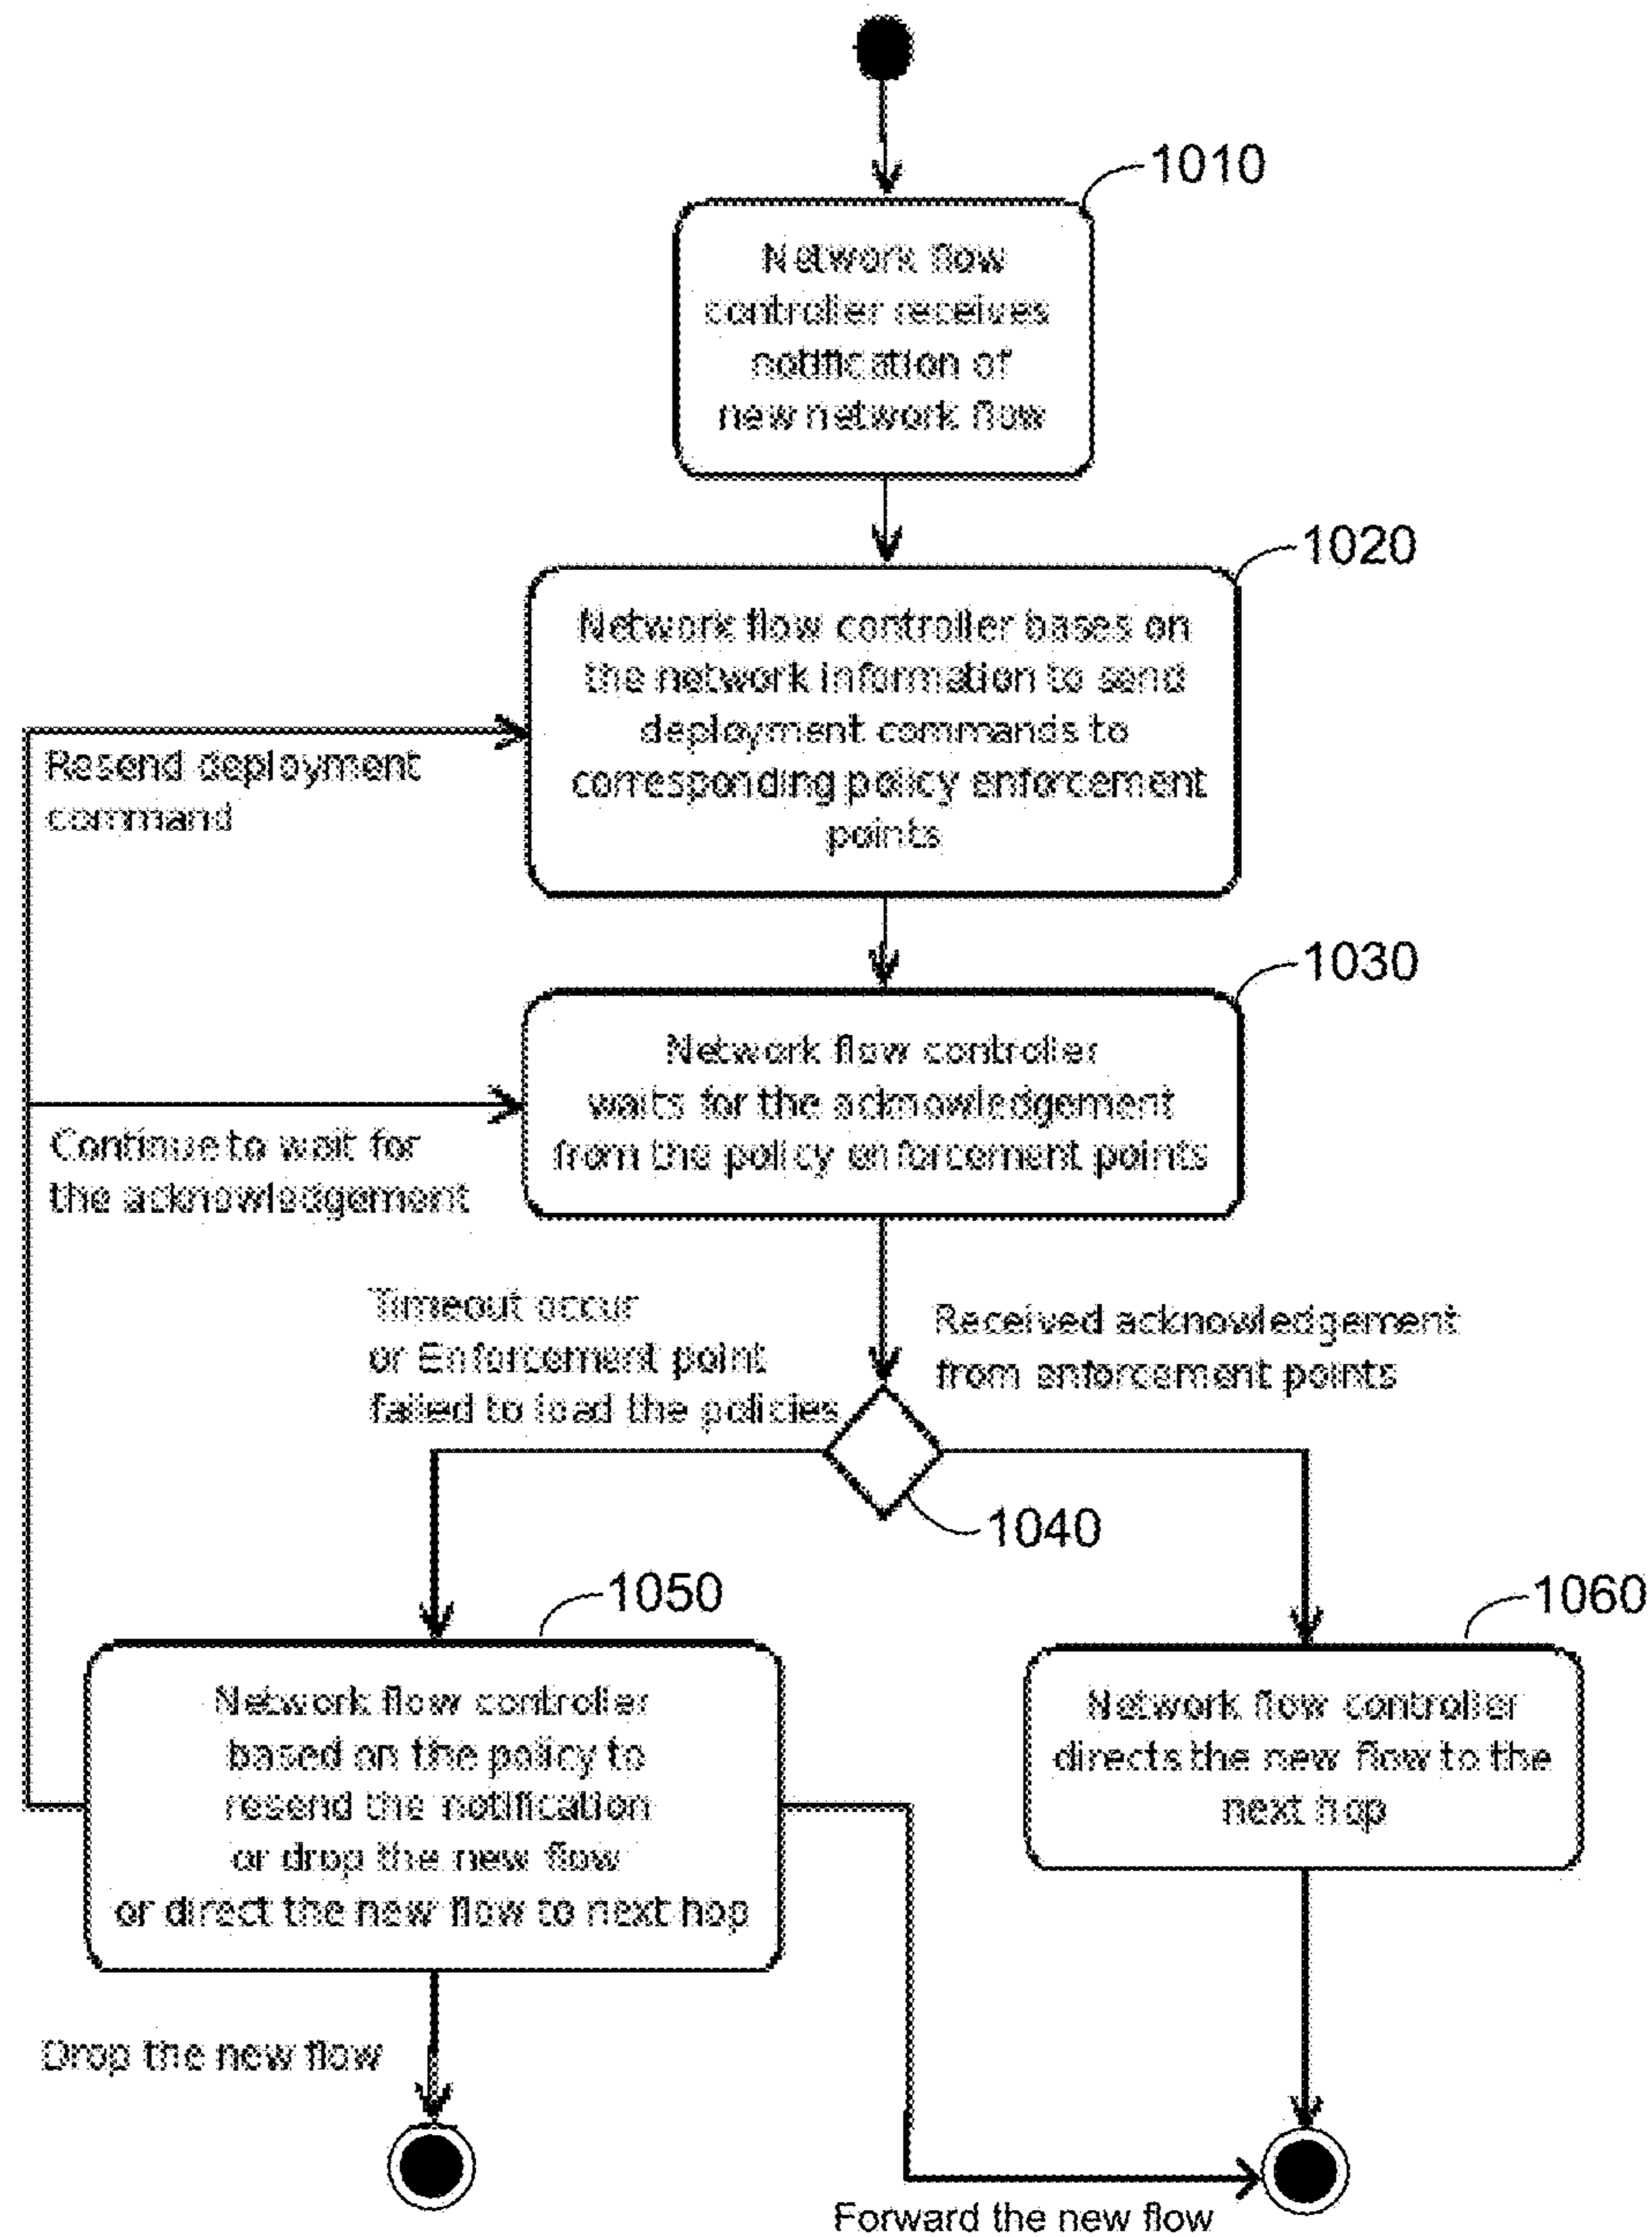 1010
Network flow
controller receives
notification of
new network flow
1020
Network flow controller bases on
the network information to send
deployment commands to
corresponding policy enforcement
points
Resend deployment
command
1030
Network flow controller
waits for the acknowledgement
from the policy enforcement points
Continue to wait for
the acknowledgement
Timeout occur
or Enforcement point
failed to load the policies
Received acknowledgement
from enforcement points
1040
1050
Network flow controller
based on the policy to
resend the notification
or drop the new flow
or direct the new flow to next hop
1060
Network flow controller
directs the new flow to the
next hop
Drop the new flow
Forward the new flow